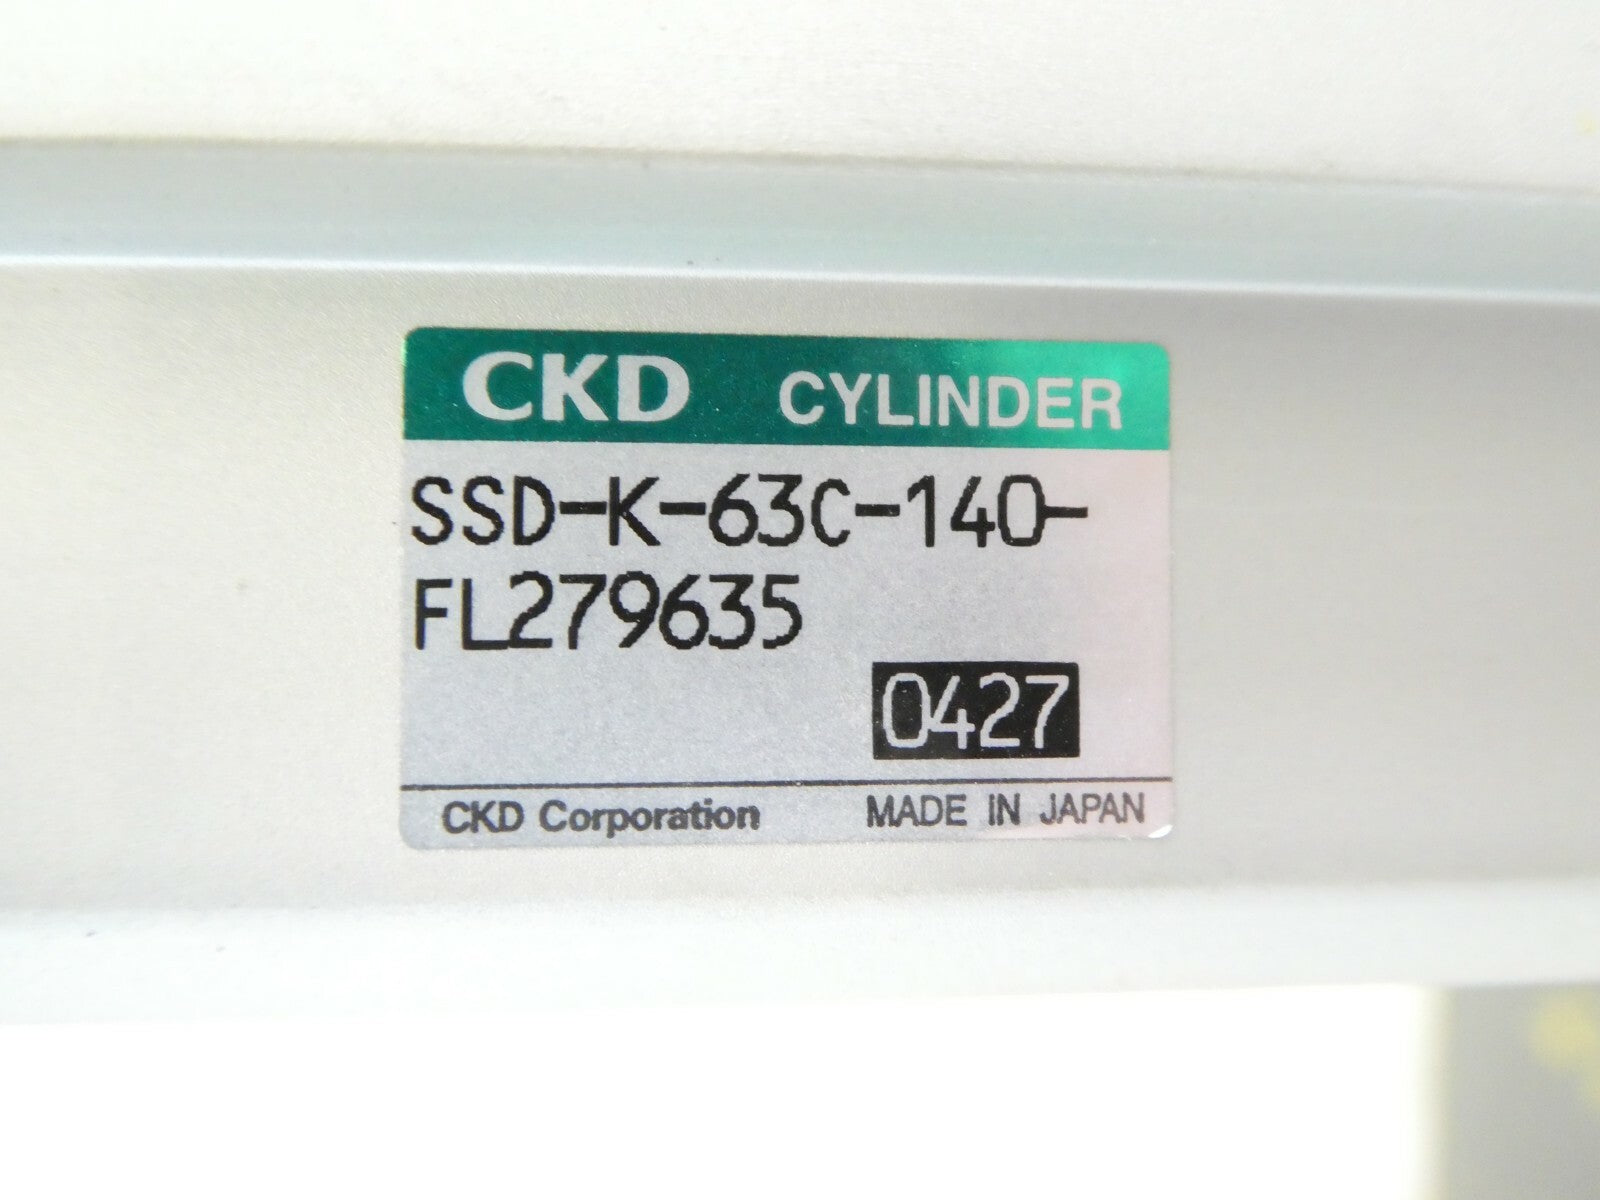 CKD CYLINDER
SSD-K-63C-140-
FL279635
0427
CKD Corporation MADE IN JAPAN